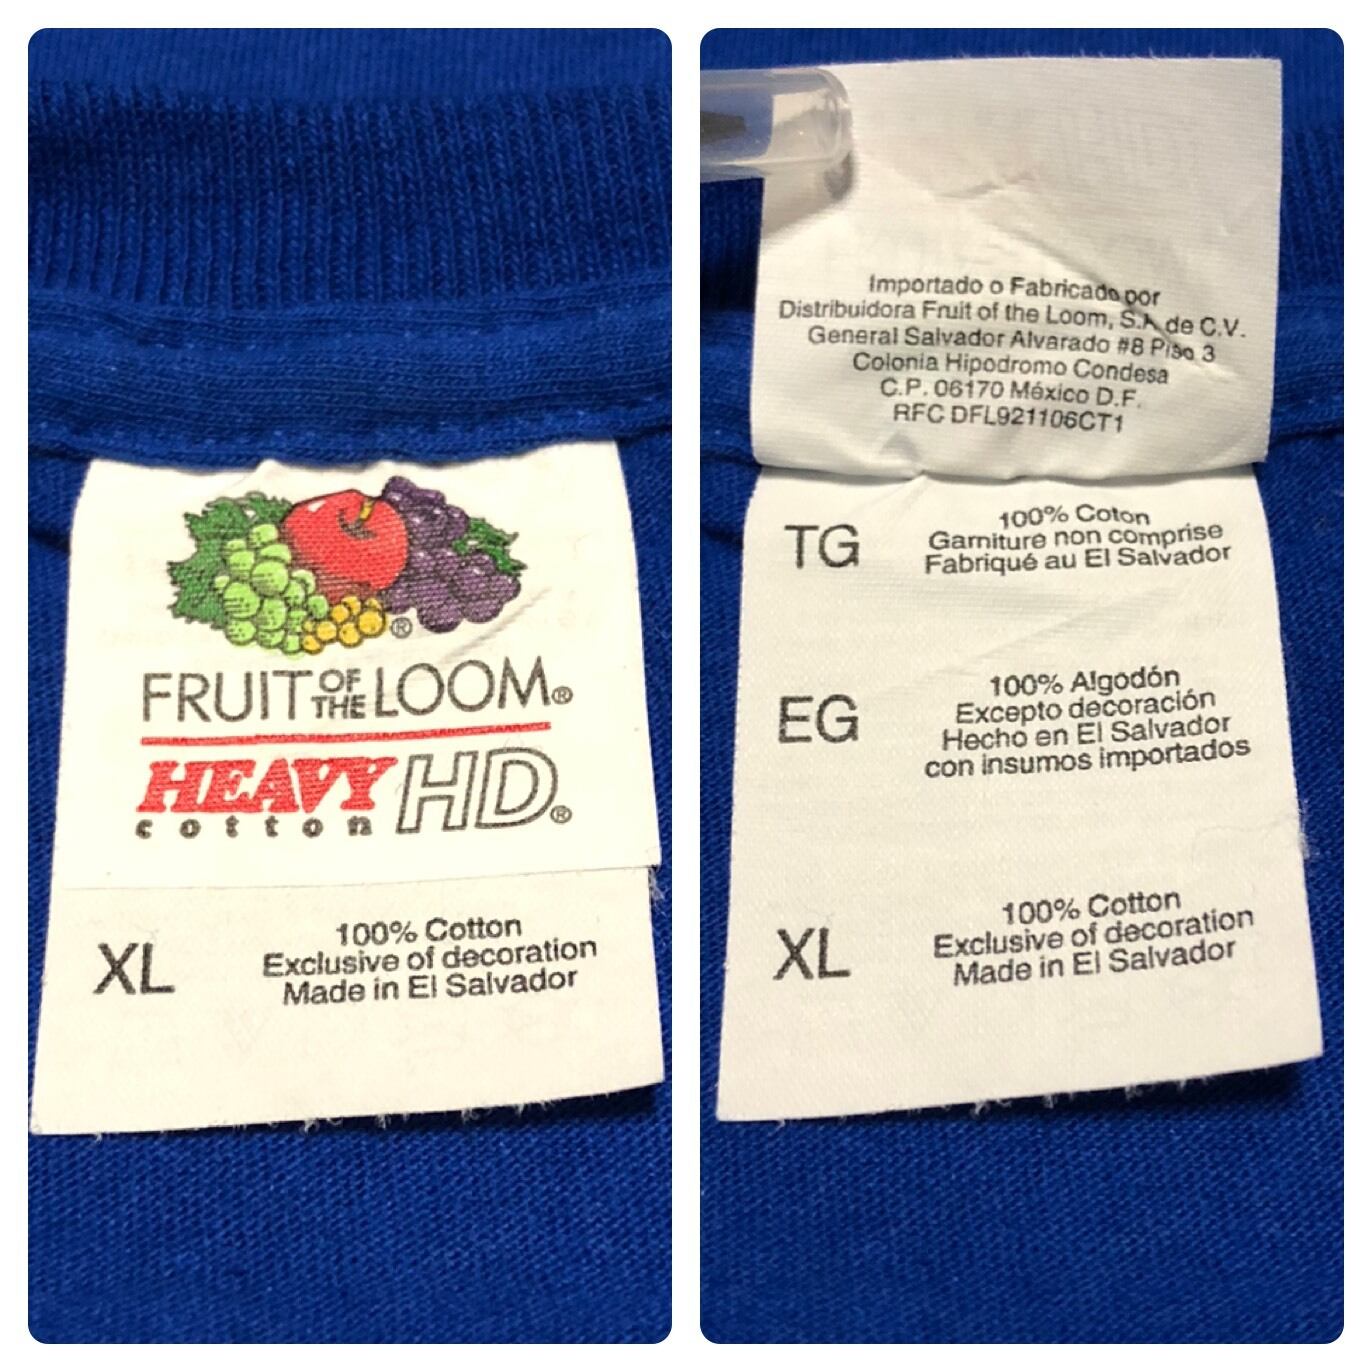 FRUIT OF THE LOOM®
HEAVY HD®
cotton
XL
100% Cotton
Exclusive of decoration
Made in El Salvador
Importado o Fabricado por
Distribuidora Fruit of the Loom, S.A. de C.V.
General Salvador Alvarado #8 Piso 3
Colonia Hipodromo Condesa
C.P. 06170 México D.F.
RFC DFL921106CT1
TG
100% Coton
Garniture non comprise
Fabriqué au El Salvador
EG
100% Algodón
Excepto decoración
Hecho en El Salvador
con insumos importados
XL
100% Cotton
Exclusive of decoration
Made in El Salvador